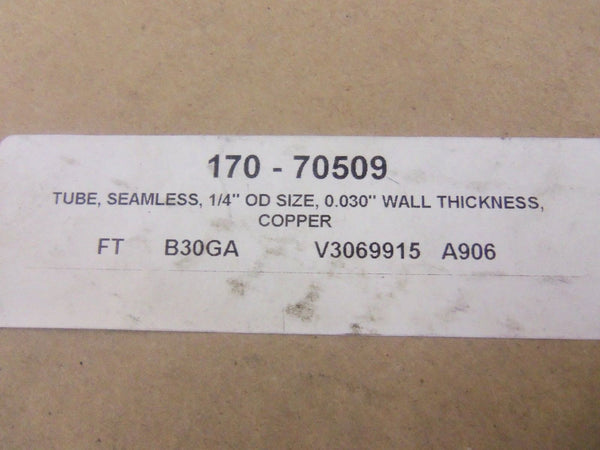 170 - 70509
TUBE, SEAMLESS, 1/4" OD SIZE, 0.030" WALL THICKNESS,
COPPER
FT B30GA V3069915 A906